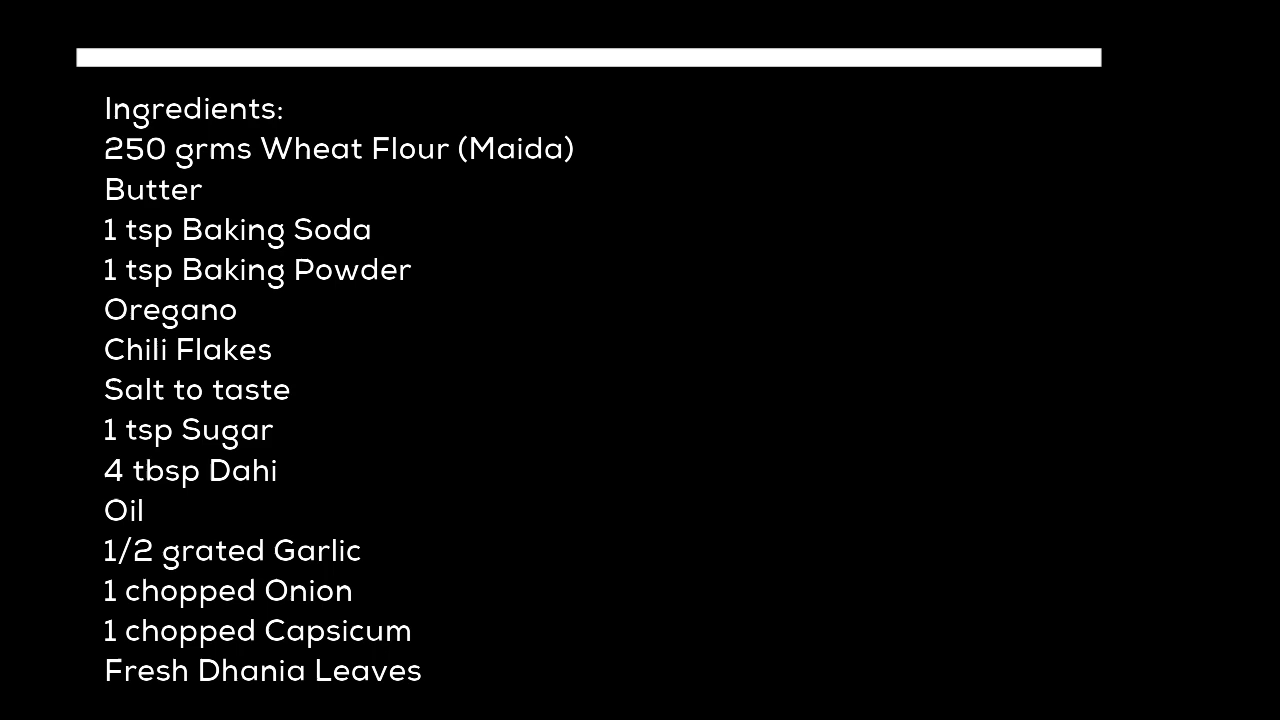 Ingredients:
250 grms Wheat Flour (Maida)
Butter
1 tsp Baking Soda
1 tsp Baking Powder
Oregano
Chili Flakes
Salt to taste
1 tsp Sugar
4 tbsp Dahi
Oil
1/2 grated Garlic
1 chopped Onion
1 chopped Capsicum
Fresh Dhania Leaves